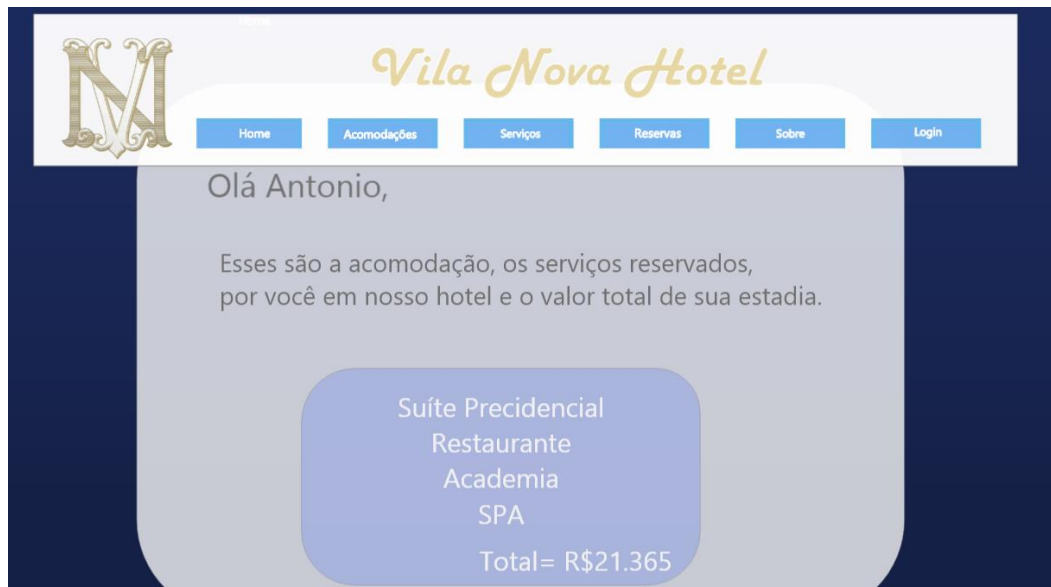 Home
Vila Nova Hotel
Home Acomodações Serviços Reservas Sobre Login
Olá Antonio,
Esses são a acomodação, os serviços reservados,
por você em nosso hotel e o valor total de sua estadia.
Suíte Precidencial
Restaurante
Academia
SPA
Total= R$21.365